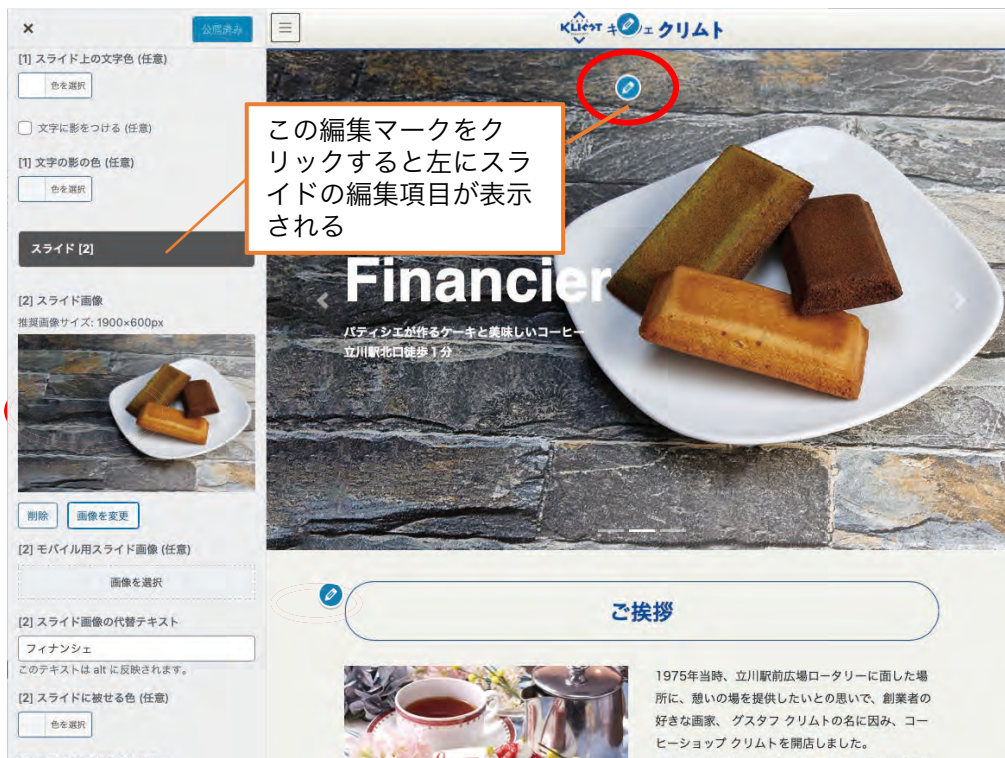 公開済み
[1] スライド上の文字色 (任意)
色を選択
文字に影をつける (任意)
[1] 文字の影の色 (任意)
色を選択
スライド [2]
[2] スライド画像
推奨画像サイズ: 1900×600px
削除
画像を変更
[2] モバイル用スライド画像 (任意)
画像を選択
[2] スライド画像の代替テキスト
フィナンシェ
このテキストは alt に反映されます。
[2] スライドに被せる色 (任意)
色を選択
この編集マークをク
リックすると左にスラ
イドの編集項目が表示
される
クリムト
Financier
パティシエが作るケーキと美味しいコーヒー
立川駅北口徒歩1分
ご挨拶
1975年当時、立川駅前広場ロータリーに面した場
所に、憩いの場を提供したいとの思いで、創業者の
好きな画家、 グスタフ クリムトの名に因み、コー
ヒーショップ クリムトを開店しました。